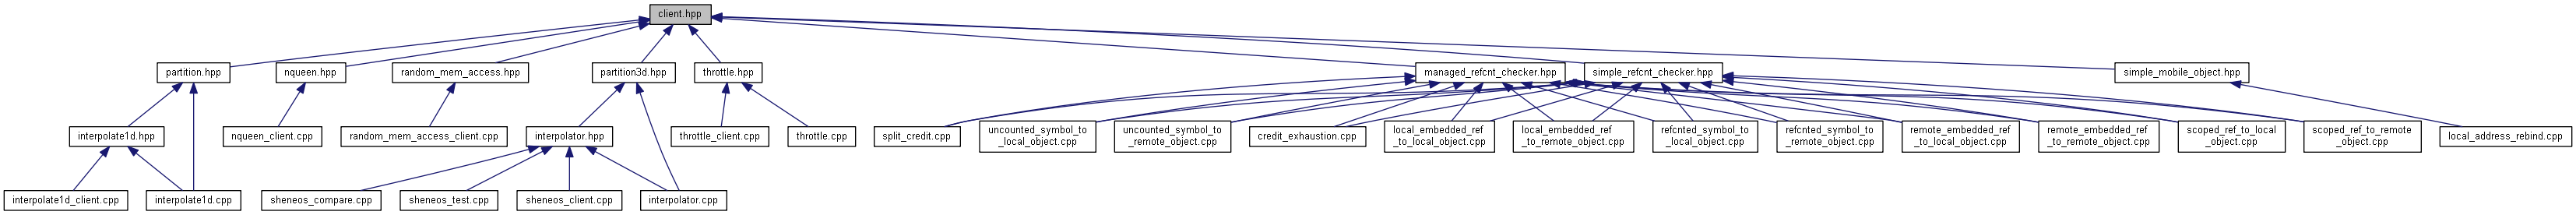 client.hpp
partition.hpp
nqueen.hpp
random_mem_access.hpp
partition3d.hpp
throttle.hpp
managed_refcnt_checker.hpp
simple_refcnt_checker.hpp
simple_mobile_object.hpp
interpolate1d.hpp
nqueen_client.cpp
random_mem_access_client.cpp
interpolator.hpp
throttle_client.cpp
throttle.cpp
split_credit.cpp
uncounted_symbol_to
_local_object.cpp
uncounted_symbol_to
_remote_object.cpp
credit_exhaustion.cpp
local_embedded_ref
_to_local_object.cpp
local_embedded_ref
_to_remote_object.cpp
refcnted_symbol_to
_local_object.cpp
refcnted_symbol_to
_remote_object.cpp
remote_embedded_ref
_to_local_object.cpp
remote_embedded_ref
_to_remote_object.cpp
scoped_ref_to_local
_object.cpp
scoped_ref_to_remote
_object.cpp
local_address_rebind.cpp
interpolate1d_client.cpp
interpolate1d.cpp
sheneos_compare.cpp
sheneos_test.cpp
sheneos_client.cpp
interpolator.cpp